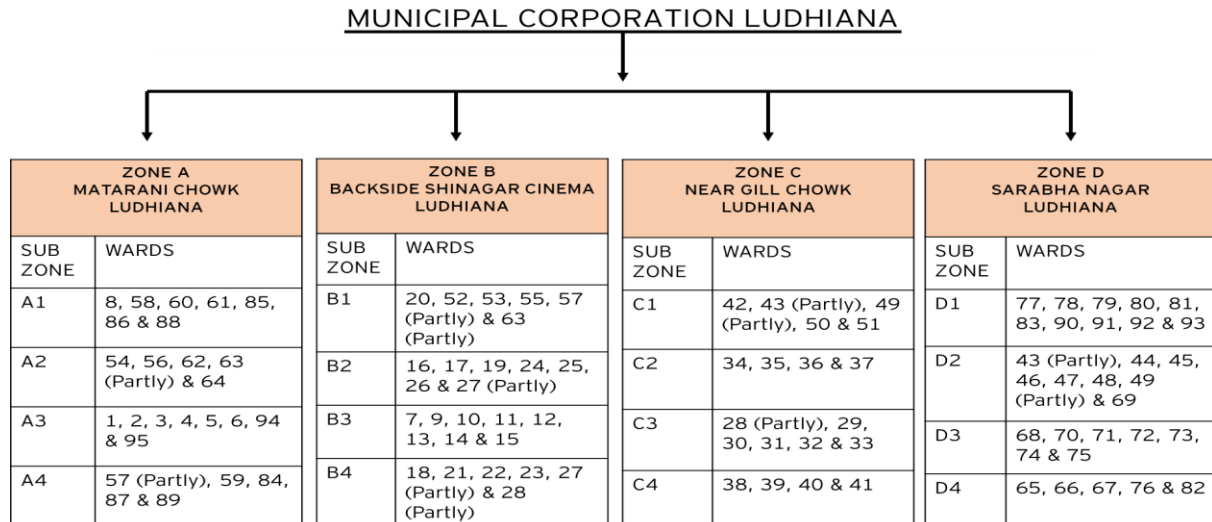 MUNICIPAL CORPORATION LUDHIANA
ZONE A
MATARANI CHOWK
LUDHIANA
SUB ZONE
WARDS
A1
8, 58, 60, 61, 85,
86 & 88
A2
54, 56, 62, 63
(Partly) & 64
A3
1, 2, 3, 4, 5, 6, 94
& 95
A4
57 (Partly), 59, 84,
87 & 89
ZONE B
BACKSIDE SHINAGAR CINEMA
LUDHIANA
SUB
ZONE
WARDS
B1
20, 52, 53, 55, 57
(Partly) & 63
(Partly)
B2
16, 17, 19, 24, 25,
26 & 27 (Partly)
B3
7, 9, 10, 11, 12,
13, 14 & 15
B4
18, 21, 22, 23, 27
(Partly) & 28
(Partly)
ZONE C
NEAR GILL CHOWK
LUDHIANA
SUB
ZONE
WARDS
C1
42, 43 (Partly), 49
(Partly), 50 & 51
C2
34, 35, 36 & 37
C3
28 (Partly), 29,
30, 31, 32 & 33
C4
38, 39, 40 & 41
ZONE D
SARABHA NAGAR
LUDHIANA
SUB
ZONE
WARDS
D1
77, 78, 79, 80, 81,
83, 90, 91, 92 & 93
D2
43 (Partly), 44, 45,
46, 47, 48, 49
(Partly) & 69
D3
68, 70, 71, 72, 73,
74 & 75
D4
65, 66, 67, 76 & 82